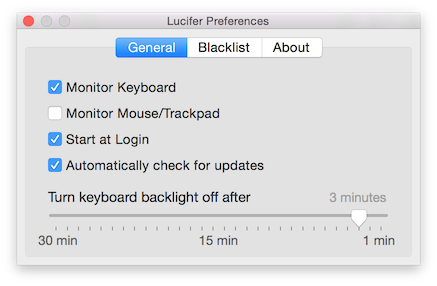 Lucifer Preferences
General Blacklist About
Monitor Keyboard
Monitor Mouse/Trackpad
Start at Login
Automatically check for updates
Turn keyboard backlight off after 3 minutes
30 min 15 min 1 min